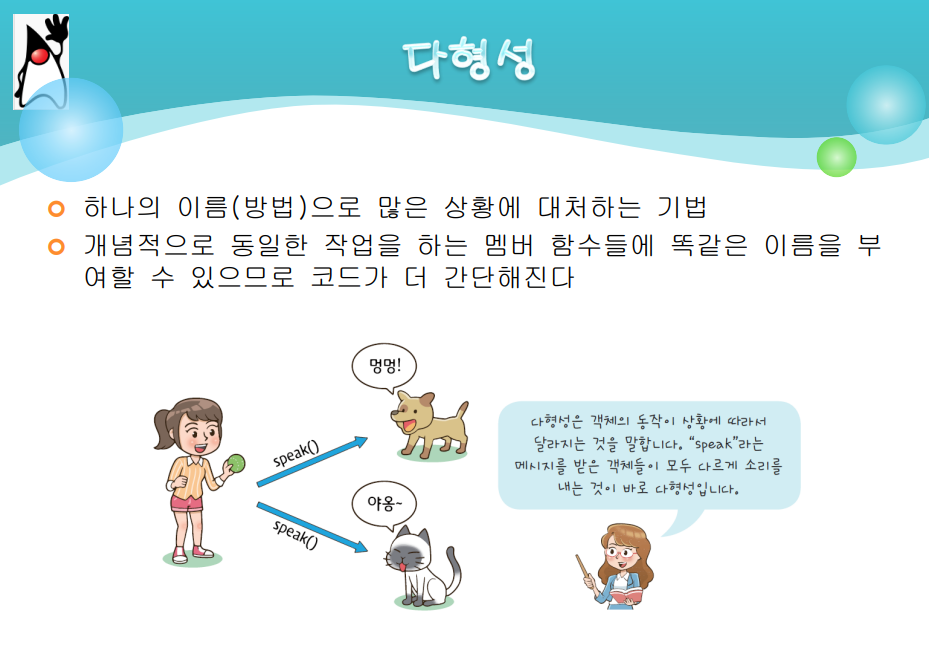 다형성
하나의 이름(방법)으로 많은 상황에 대처하는 기법
개념적으로 동일한 작업을 하는 멤버 함수들에 똑같은 이름을 부
여할 수 있으므로 코드가 더 간단해진다
멍멍!
speak()
야옹~
speak()
다형성은 객체의 동작이 상황에 따라서
달라지는 것을 말합니다. “speak”라는
메시지를 받은 객체들이 모두 다르게 소리를
내는 것이 바로 다형성입니다.